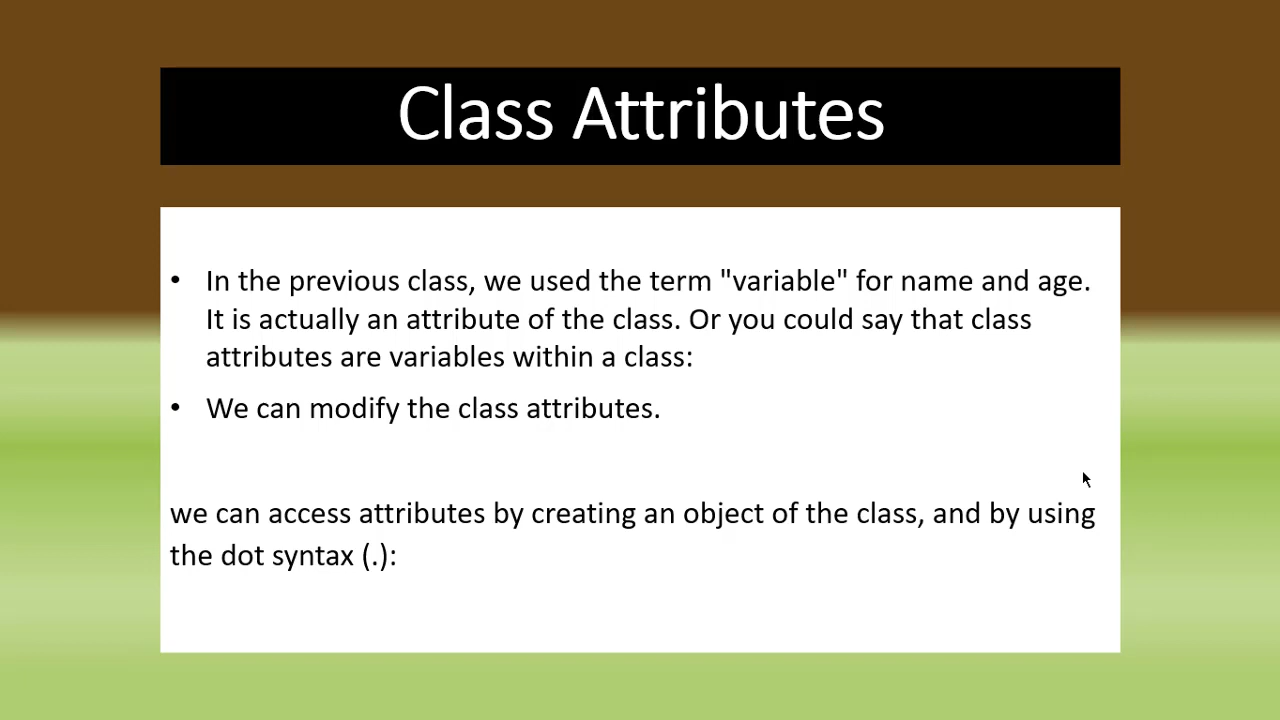 Class Attributes
• In the previous class, we used the term "variable" for name and age.
It is actually an attribute of the class. Or you could say that class
attributes are variables within a class:
• We can modify the class attributes.
we can access attributes by creating an object of the class, and by using
the dot syntax (.):